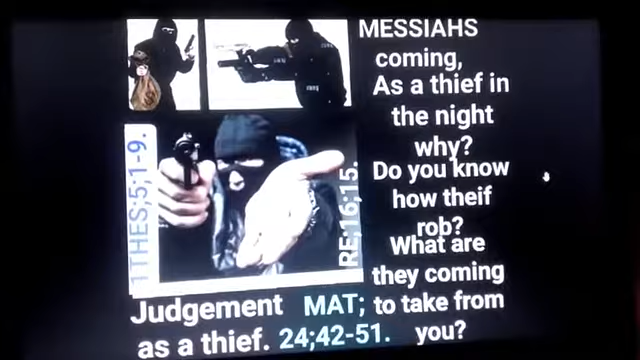 MESSIAHS
coming,
As a thief in
the night
why?
Do you know
how theif
rob?
What are
they coming
to take from
you?
1THES;5;1-9.
RE;16;15.
Judgement MAT;
as a thief. 24;42-51.